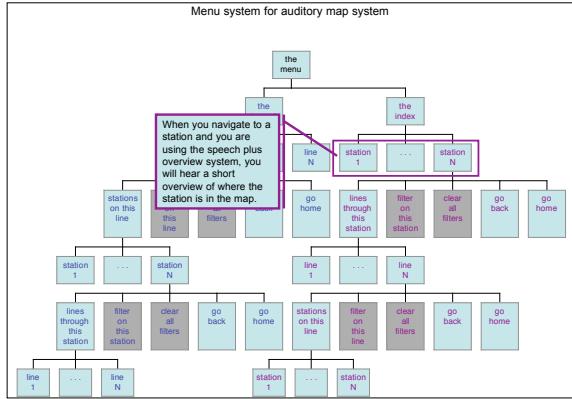 Menu system for auditory map system
the
menu
the
the
index
When you navigate to a
station and you are
using the speech plus
overview system, you
will hear a short
overview of where the
station is in the map.
line
N
station
1
. . .
station
N
stations
on this
line
on
this
line
all
filters
back
go
home
lines
through
this
station
filter
on
this
station
clear
all
filters
go
back
go
home
station
1
. . .
station
N
line
1
. . .
line
N
lines
through
this
station
filter
on
this
station
clear
all
filters
go
back
go
home
stations
on this
line
filter
on
this
line
clear
all
filters
go
back
go
home
line
1
. . .
line
N
station
1
. . .
station
N